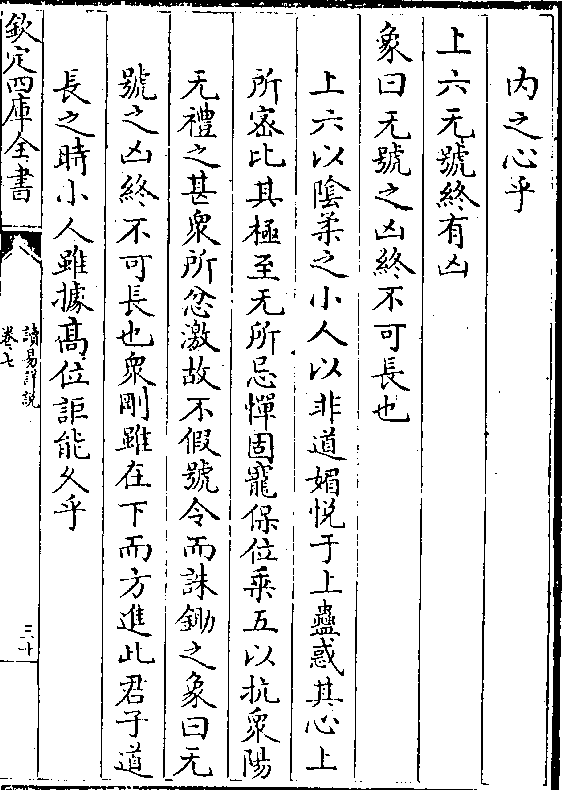 内之心乎
上六无號終有凶
象曰无號之凶終不可長也
上六以陰柔之小人以非道媚悦于上蠱惑其心上
所宻比其極至无所忌憚固寵保位乗五以抗衆陽
无禮之甚衆所忿激故不假號令而誅鋤之象曰无
號之凶終不可長也衆剛雖在下而方進此君子道
長之時小人雖據髙位詎能久乎
欽定四庫全書
讀易詳説
卷七
三十